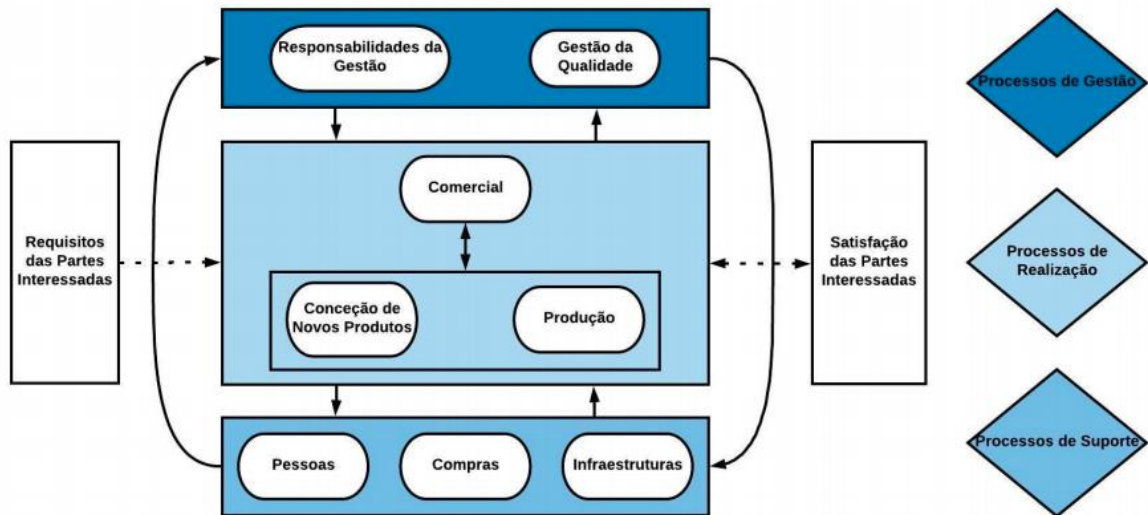 Responsabilidades da
Gestão
Gestão da
Qualidade
Processos de Gestão
Comercial
Requisitos
das Partes
Interessadas
Satisfação
das Partes
Interessadas
Processos de
Realização
Conceção de
Novos Produtos
Produção
Pessoas
Compras
Infraestruturas
Processos de Suporte